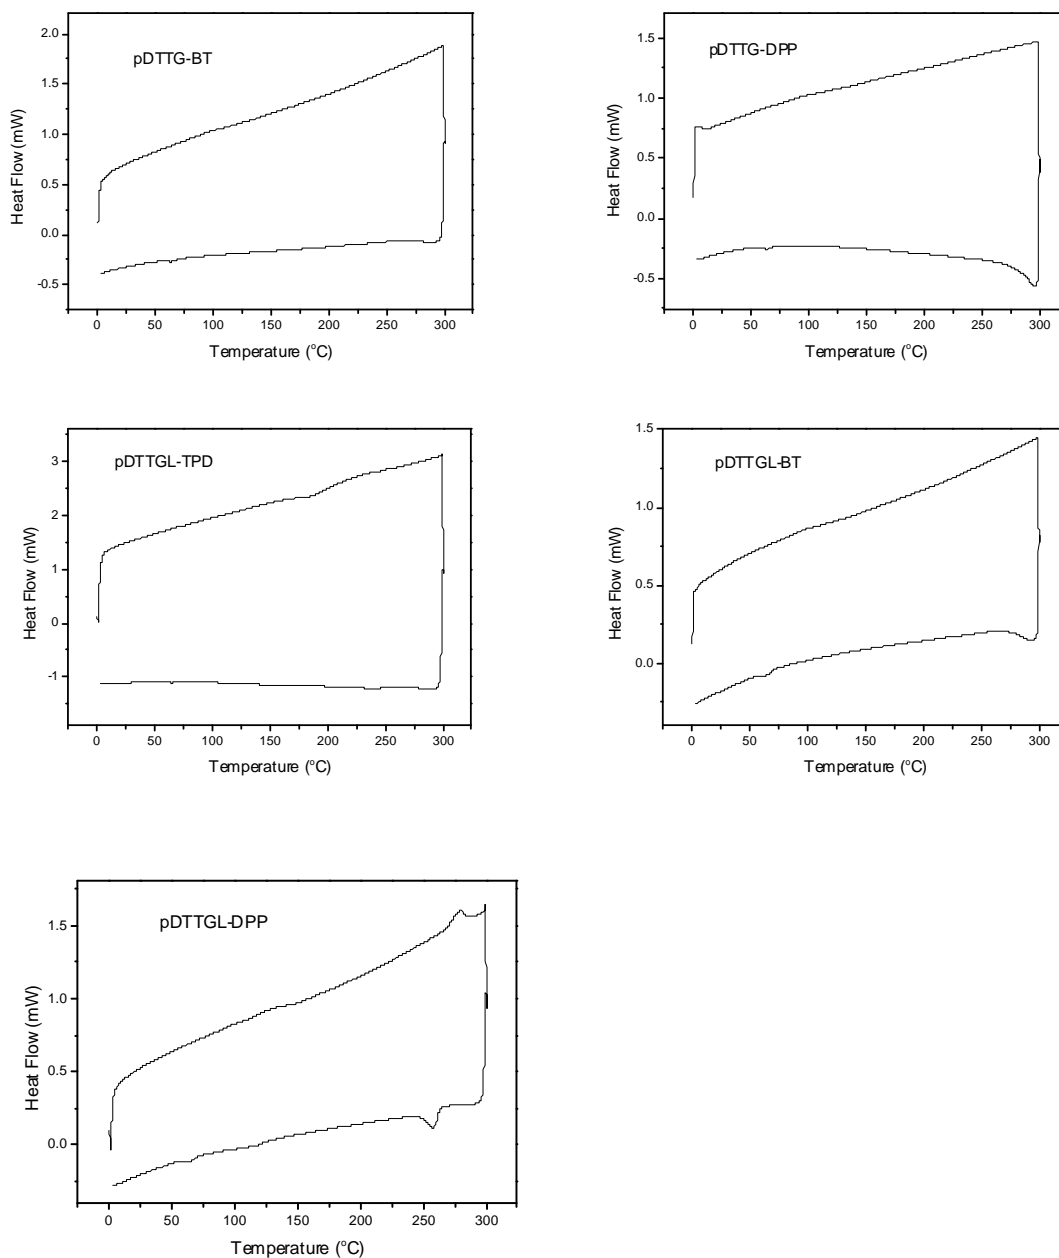 pDTTG-BT
2.0
1.5
1.0
0.5
0.0
-0.5
Heat Flow (mW)
0 50 100 150 200 250 300
Temperature (°C)
pDTTG-DPP
1.5
1.0
0.5
0.0
-0.5
Heat Flow (mW)
0 50 100 150 200 250 300
Temperature (°C)
pDTTGL-TPD
3
2
1
0
-1
Heat Flow (mW)
0 50 100 150 200 250 300
Temperature (°C)
pDTTGL-BT
1.5
1.0
0.5
0.0
Heat Flow (mW)
0 50 100 150 200 250 300
Temperature (°C)
pDTTGL-DPP
1.5
1.0
0.5
0.0
Heat Flow (mW)
0 50 100 150 200 250 300
Temperature (°C)